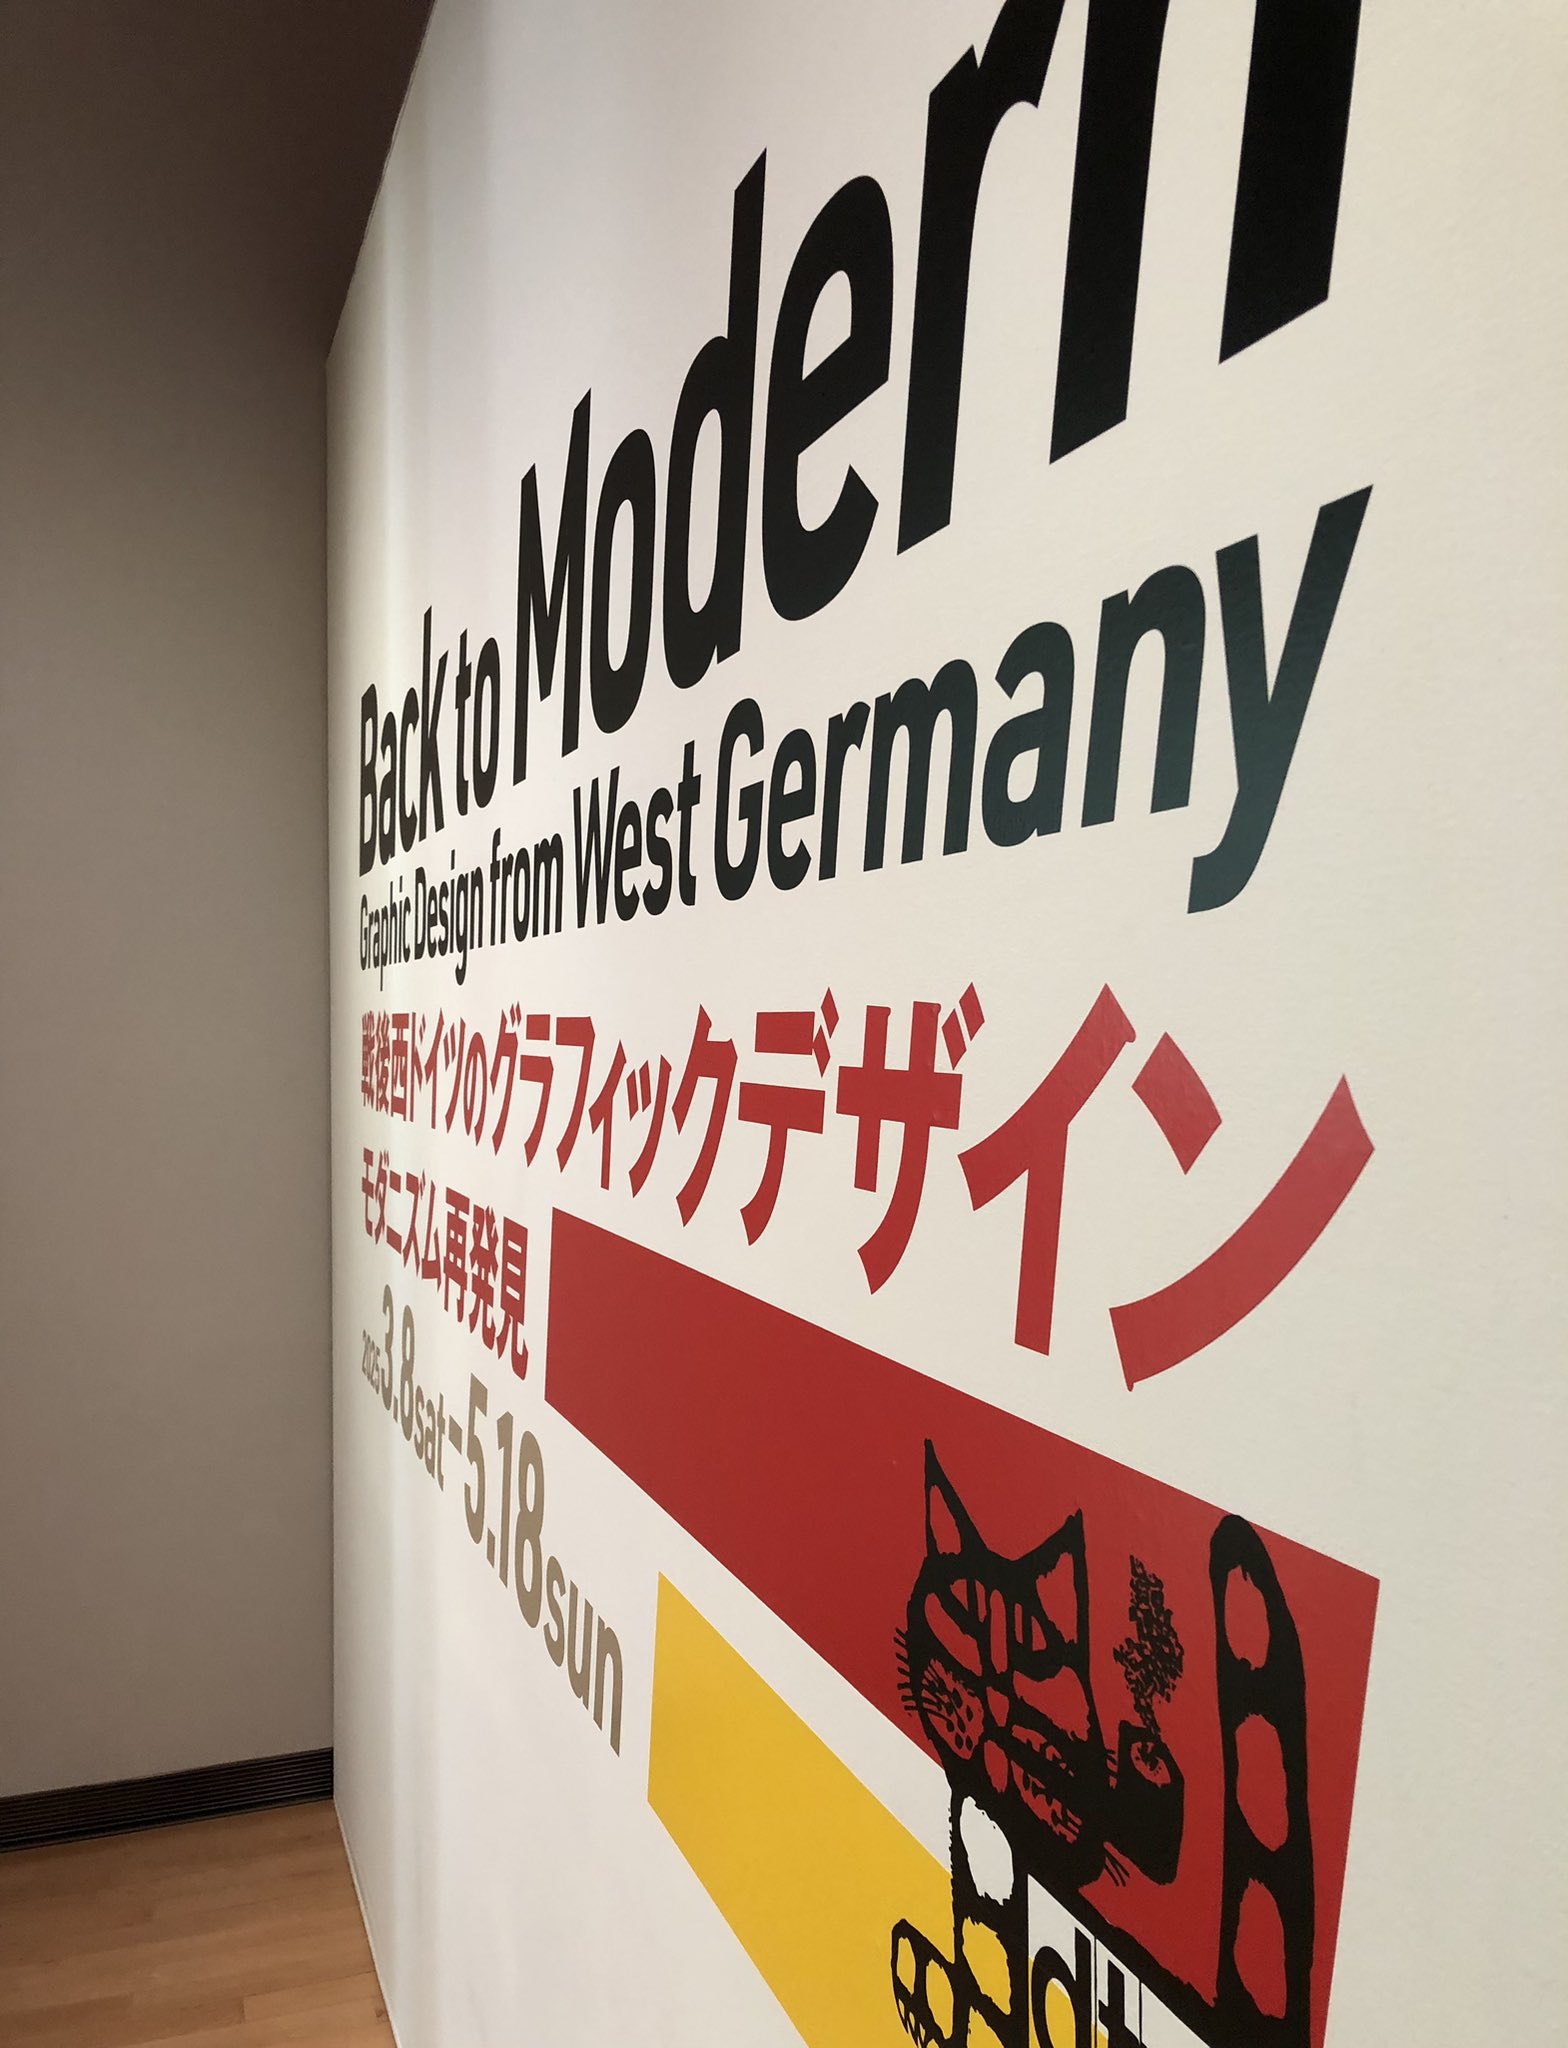 Back to Modern
Graphic Design from West Germany
戦後西ドイツのグラフィックデザイン
モダニズム再発見
2025 3.8sat–5.18sun